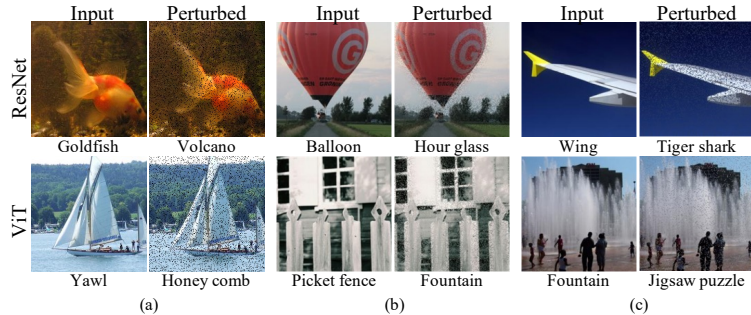 Input Perturbed Input Perturbed Input Perturbed
ResNet
Goldfish Volcano Balloon Hour glass Wing Tiger shark
ViT
Yawl Honey comb Picket fence Fountain Fountain Jigsaw puzzle
(a) (b) (c)